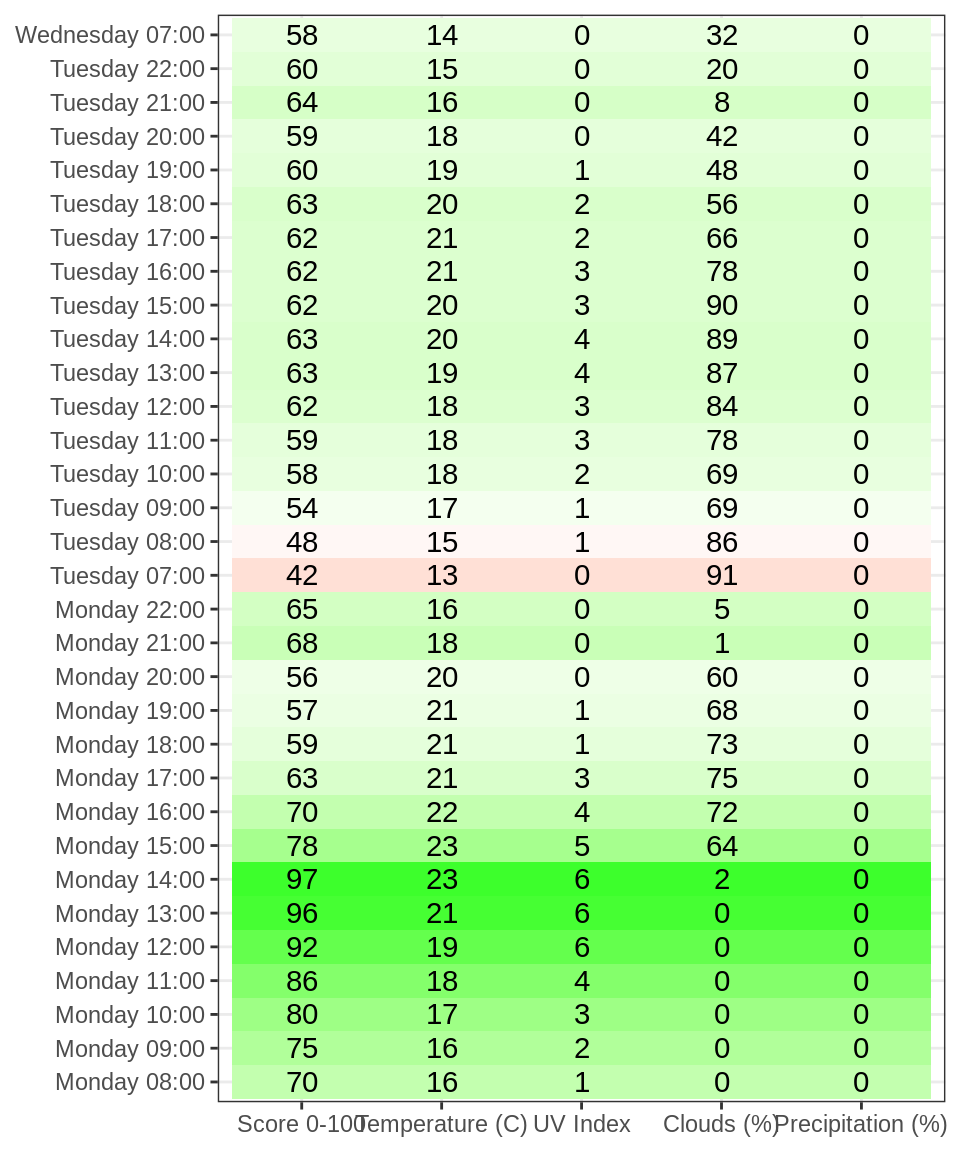 Wednesday 07:00 58 14 0 32 0
Tuesday 22:00 60 15 0 20 0
Tuesday 21:00 64 16 0 8 0
Tuesday 20:00 59 18 0 42 0
Tuesday 19:00 60 19 1 48 0
Tuesday 18:00 63 20 2 56 0
Tuesday 17:00 62 21 2 66 0
Tuesday 16:00 62 21 3 78 0
Tuesday 15:00 62 20 3 90 0
Tuesday 14:00 63 20 4 89 0
Tuesday 13:00 63 19 4 87 0
Tuesday 12:00 62 18 3 84 0
Tuesday 11:00 59 18 3 78 0
Tuesday 10:00 58 18 2 69 0
Tuesday 09:00 54 17 1 69 0
Tuesday 08:00 48 15 1 86 0
Tuesday 07:00 42 13 0 91 0
Monday 22:00 65 16 0 5 0
Monday 21:00 68 18 0 1 0
Monday 20:00 56 20 0 60 0
Monday 19:00 57 21 1 68 0
Monday 18:00 59 21 1 73 0
Monday 17:00 63 21 3 75 0
Monday 16:00 70 22 4 72 0
Monday 15:00 78 23 5 64 0
Monday 14:00 97 23 6 2 0
Monday 13:00 96 21 6 0 0
Monday 12:00 92 19 6 0 0
Monday 11:00 86 18 4 0 0
Monday 10:00 80 17 3 0 0
Monday 09:00 75 16 2 0 0
Monday 08:00 70 16 1 0 0
Score 0-100 Temperature (C) UV Index Clouds (%) Precipitation (%)